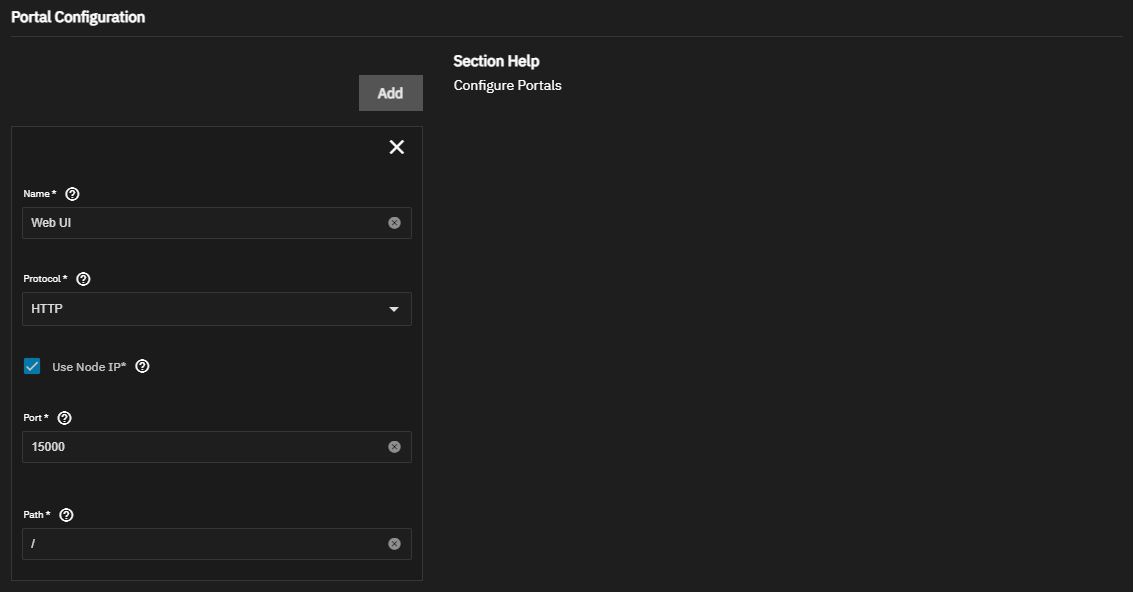 Portal Configuration
Section Help
Configure Portals
Add
Name *
Web UI
Protocol *
HTTP
Use Node IP*
Port *
15000
Path *
/